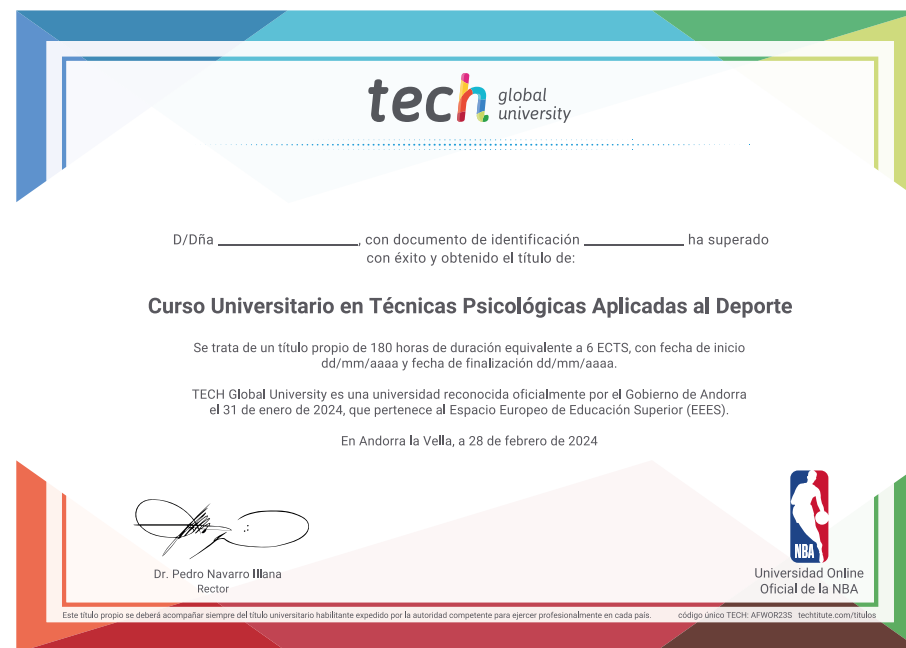 tech global university
D/Dña ____________________, con documento de identificación ______________ ha superado
con éxito y obtenido el título de:
Curso Universitario en Técnicas Psicológicas Aplicadas al Deporte
Se trata de un título propio de 180 horas de duración equivalente a 6 ECTS, con fecha de inicio
dd/mm/aaaa y fecha de finalización dd/mm/aaaa.
TECH Global University es una universidad reconocida oficialmente por el Gobierno de Andorra
el 31 de enero de 2024, que pertenece al Espacio Europeo de Educación Superior (EEES).
En Andorra la Vella, a 28 de febrero de 2024
Dr. Pedro Navarro Illana
Rector
NBA
Universidad Online
Oficial de la NBA
Este título propio se deberá acompañar siempre del título universitario habilitante expedido por la autoridad competente para ejercer profesionalmente en cada país. código único TECH: AFWOR23S techtitute.com/titulos